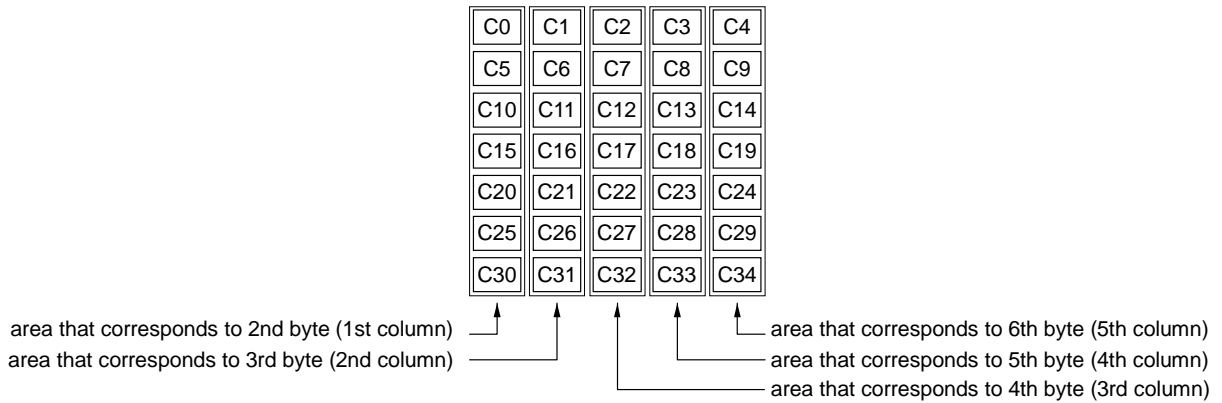 C0 C1 C2 C3 C4
C5 C6 C7 C8 C9
C10 C11 C12 C13 C14
C15 C16 C17 C18 C19
C20 C21 C22 C23 C24
C25 C26 C27 C28 C29
C30 C31 C32 C33 C34
area that corresponds to 2nd byte (1st column)
area that corresponds to 3rd byte (2nd column)
area that corresponds to 6th byte (5th column)
area that corresponds to 5th byte (4th column)
area that corresponds to 4th byte (3rd column)